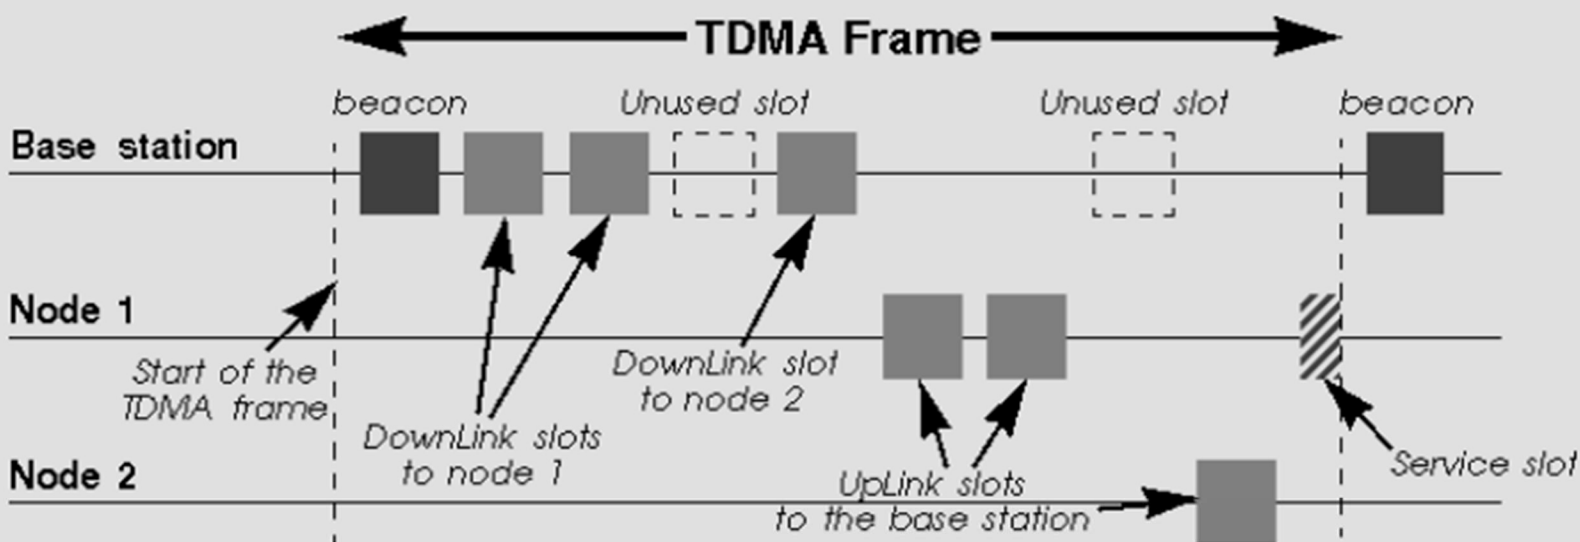 TDMA Frame
beacon
Unused slot
Unused slot
beacon
Base station
Node 1
Start of the
TDMA frame
DownLink slot
to node 2
DownLink slots
to node 1
Service slot
Node 2
UpLink slots
to the base station